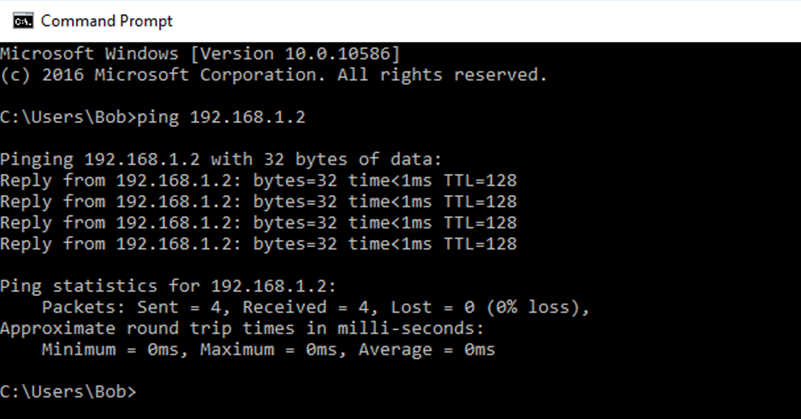 Command Prompt
Microsoft Windows [Version 10.0.10586]
(c) 2016 Microsoft Corporation. All rights reserved.
C:\Users\Bob>ping 192.168.1.2
Pinging 192.168.1.2 with 32 bytes of data:
Reply from 192.168.1.2: bytes=32 time<1ms TTL=128
Reply from 192.168.1.2: bytes=32 time<1ms TTL=128
Reply from 192.168.1.2: bytes=32 time<1ms TTL=128
Reply from 192.168.1.2: bytes=32 time<1ms TTL=128
Ping statistics for 192.168.1.2:
    Packets: Sent = 4, Received = 4, Lost = 0 (0% loss),
Approximate round trip times in milli-seconds:
    Minimum = 0ms, Maximum = 0ms, Average = 0ms
C:\Users\Bob>